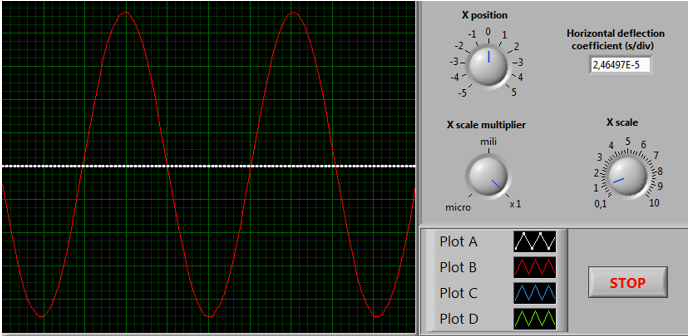 X position
-5
-4
-3
-2
-1
0
1
2
3
4
5
Horizontal deflection
coefficient (s/div)
2,46497E-5
X scale multiplier
micro
mili
x1
X scale
0,1
1
2
3
4
5
6
7
8
9
10
Plot A
Plot B
Plot C
Plot D
STOP